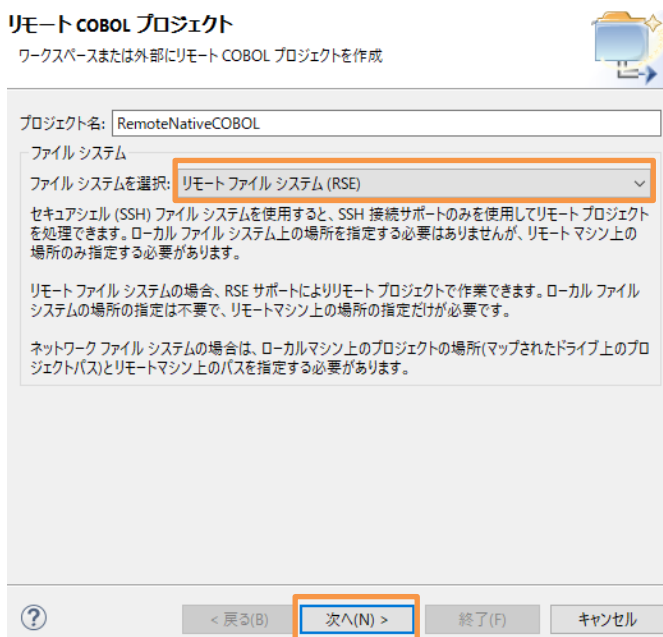 リモート COBOL プロジェクト
ワークスペースまたは外部にリモート COBOL プロジェクトを作成
プロジェクト名: RemoteNativeCOBOL
ファイル システム
ファイル システムを選択: リモート ファイル システム (RSE)
セキュアシェル (SSH) ファイル システムを使用すると、SSH 接続サポートのみを使用してリモート プロジェクト
を処理できます。ローカル ファイル システム上の場所を指定する必要はありませんが、リモート マシン上の
場所のみ指定する必要があります。
リモート ファイル システムの場合、RSE サポートによりリモート プロジェクトで作業できます。ローカル ファイル
システムの場所の指定は不要で、リモートマシン上の場所の指定だけが必要です。
ネットワーク ファイル システムの場合は、ローカルマシン上のプロジェクトの場所(マップされたドライブ上のプロ
ジェクトパス)とリモートマシン上のパスを指定する必要があります。
? < 戻る(B) 次へ(N) > 終了(F) キャンセル